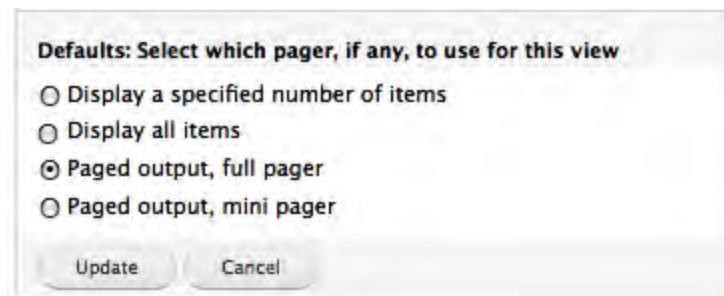 Defaults: Select which pager, if any, to use for this view
Display a specified number of items
Display all items
Paged output, full pager
Paged output, mini pager
Update Cancel